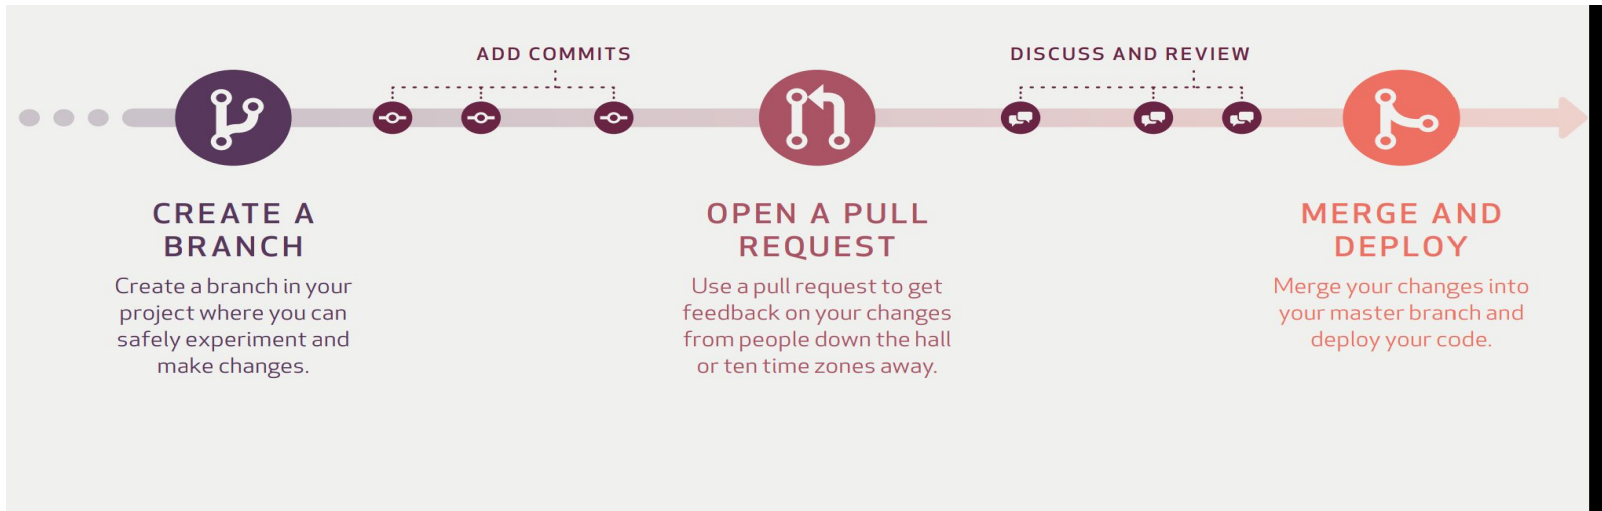 ADD COMMITS
DISCUSS AND REVIEW
CREATE A
BRANCH
Create a branch in your
project where you can
safely experiment and
make changes.
OPEN A PULL
REQUEST
Use a pull request to get
feedback on your changes
from people down the hall
or ten time zones away.
MERGE AND
DEPLOY
Merge your changes into
your master branch and
deploy your code.